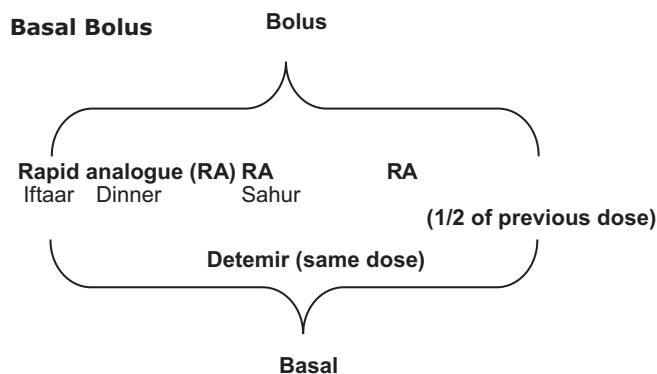 Basal Bolus
Bolus
Rapid analogue (RA) RA RA
Iftaar Dinner Sahur
(1/2 of previous dose)
Detemir (same dose)
Basal